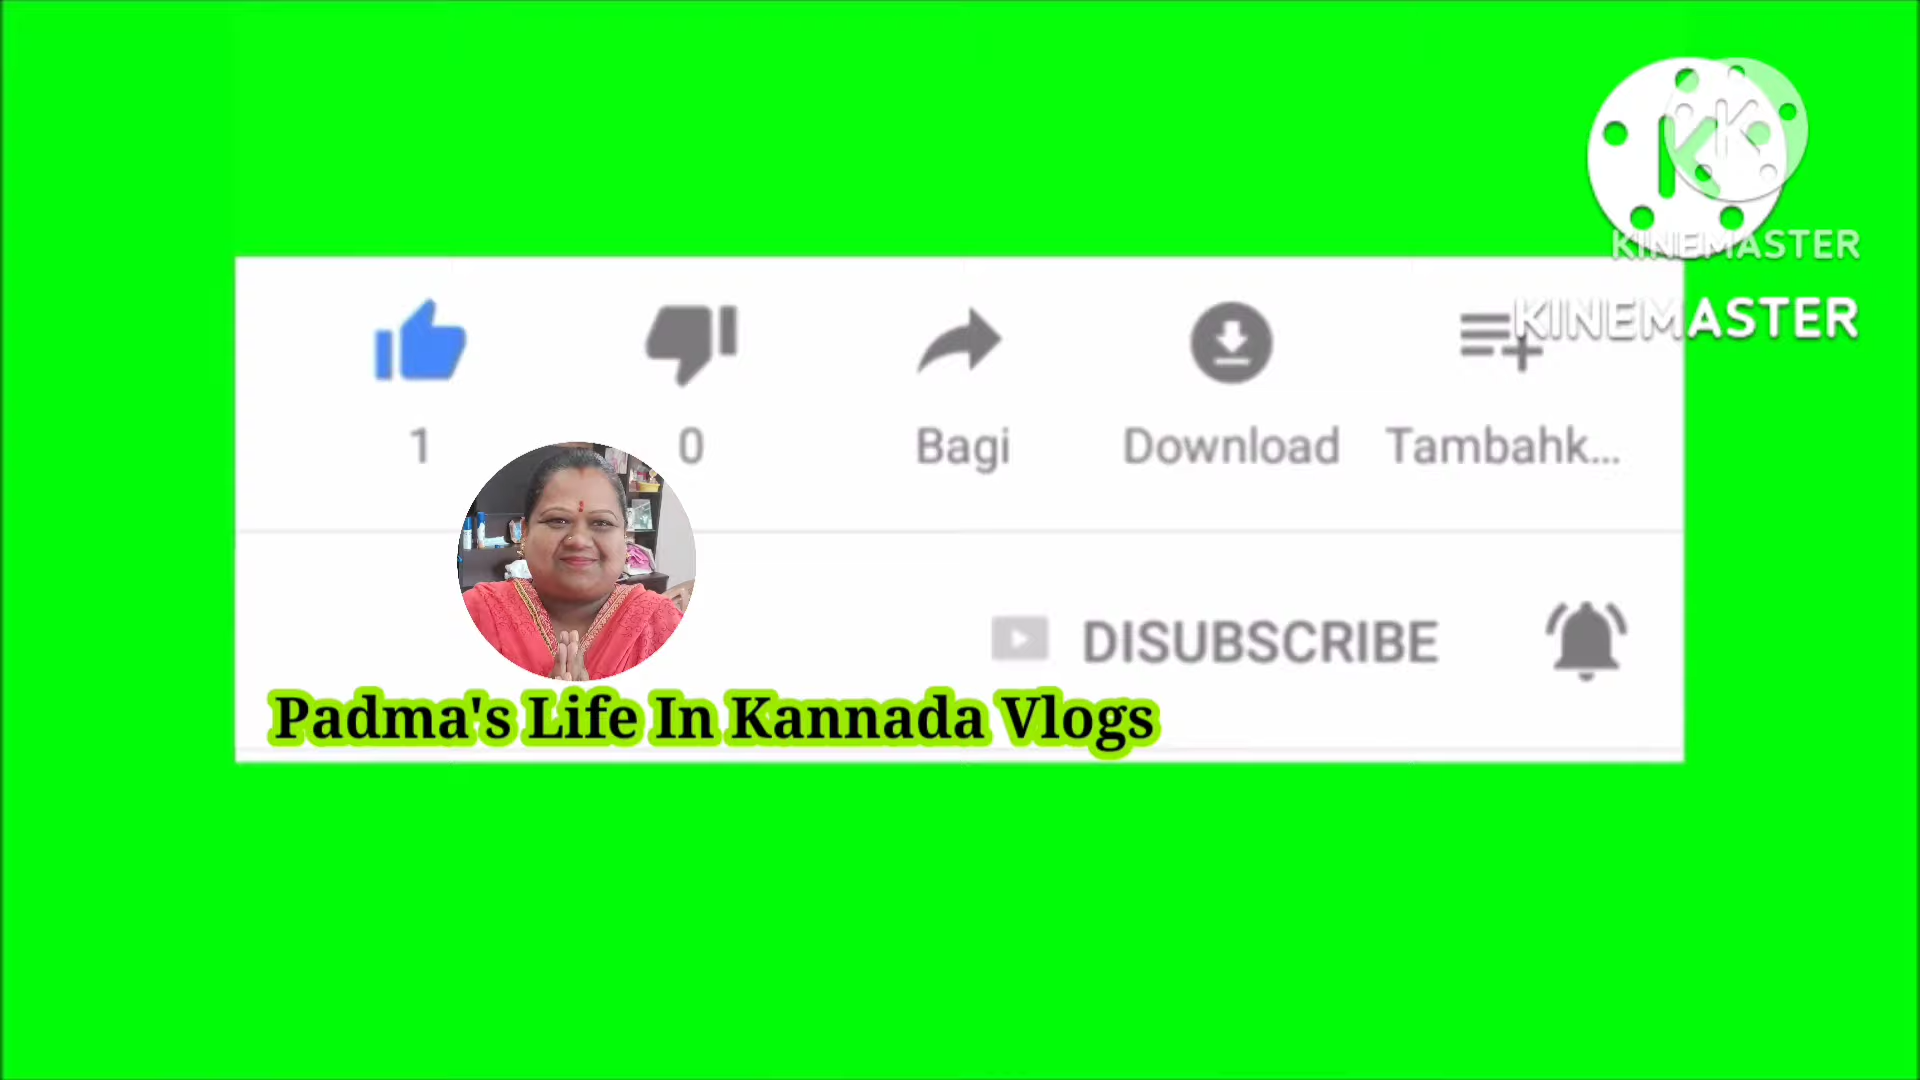 KINEMASTER
KINEMASTER
1 0 Bagi Download Tambahk...
DISUBSCRIBE
Padma's Life In Kannada Vlogs